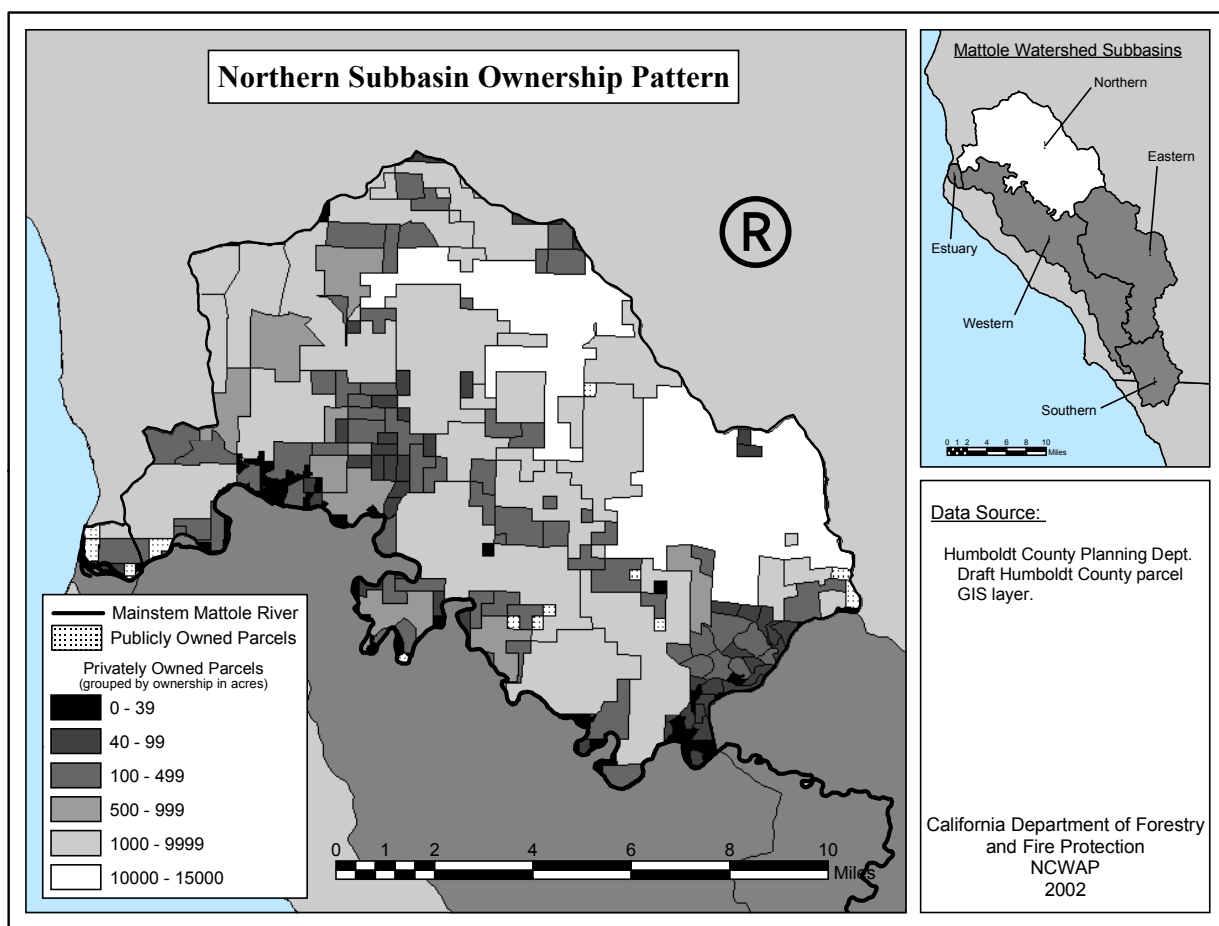 Northern Subbasin Ownership Pattern
®
Mainstem Mattole River
Publicly Owned Parcels
Privately Owned Parcels
(grouped by ownership in acres)
0 - 39
40 - 99
100 - 499
500 - 999
1000 - 9999
10000 - 15000
0 2 4 6 8 10
Miles
Mattole Watershed Subbasins
Northern
Eastern
Estuary
Western
Southern
0 1 2 4 6 8 10
Miles
Data Source:
Humboldt County Planning Dept.
Draft Humboldt County parcel
GIS layer.
California Department of Forestry
and Fire Protection
NCWAP
2002